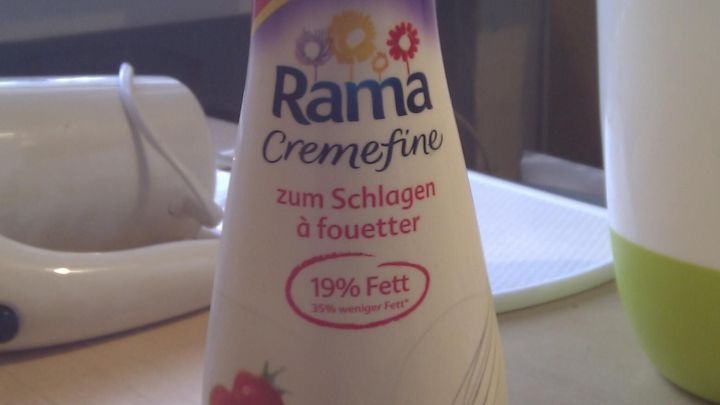 Rama
Cremefine
zum Schlagen
à fouetter
19% Fett
35% weniger Fett*